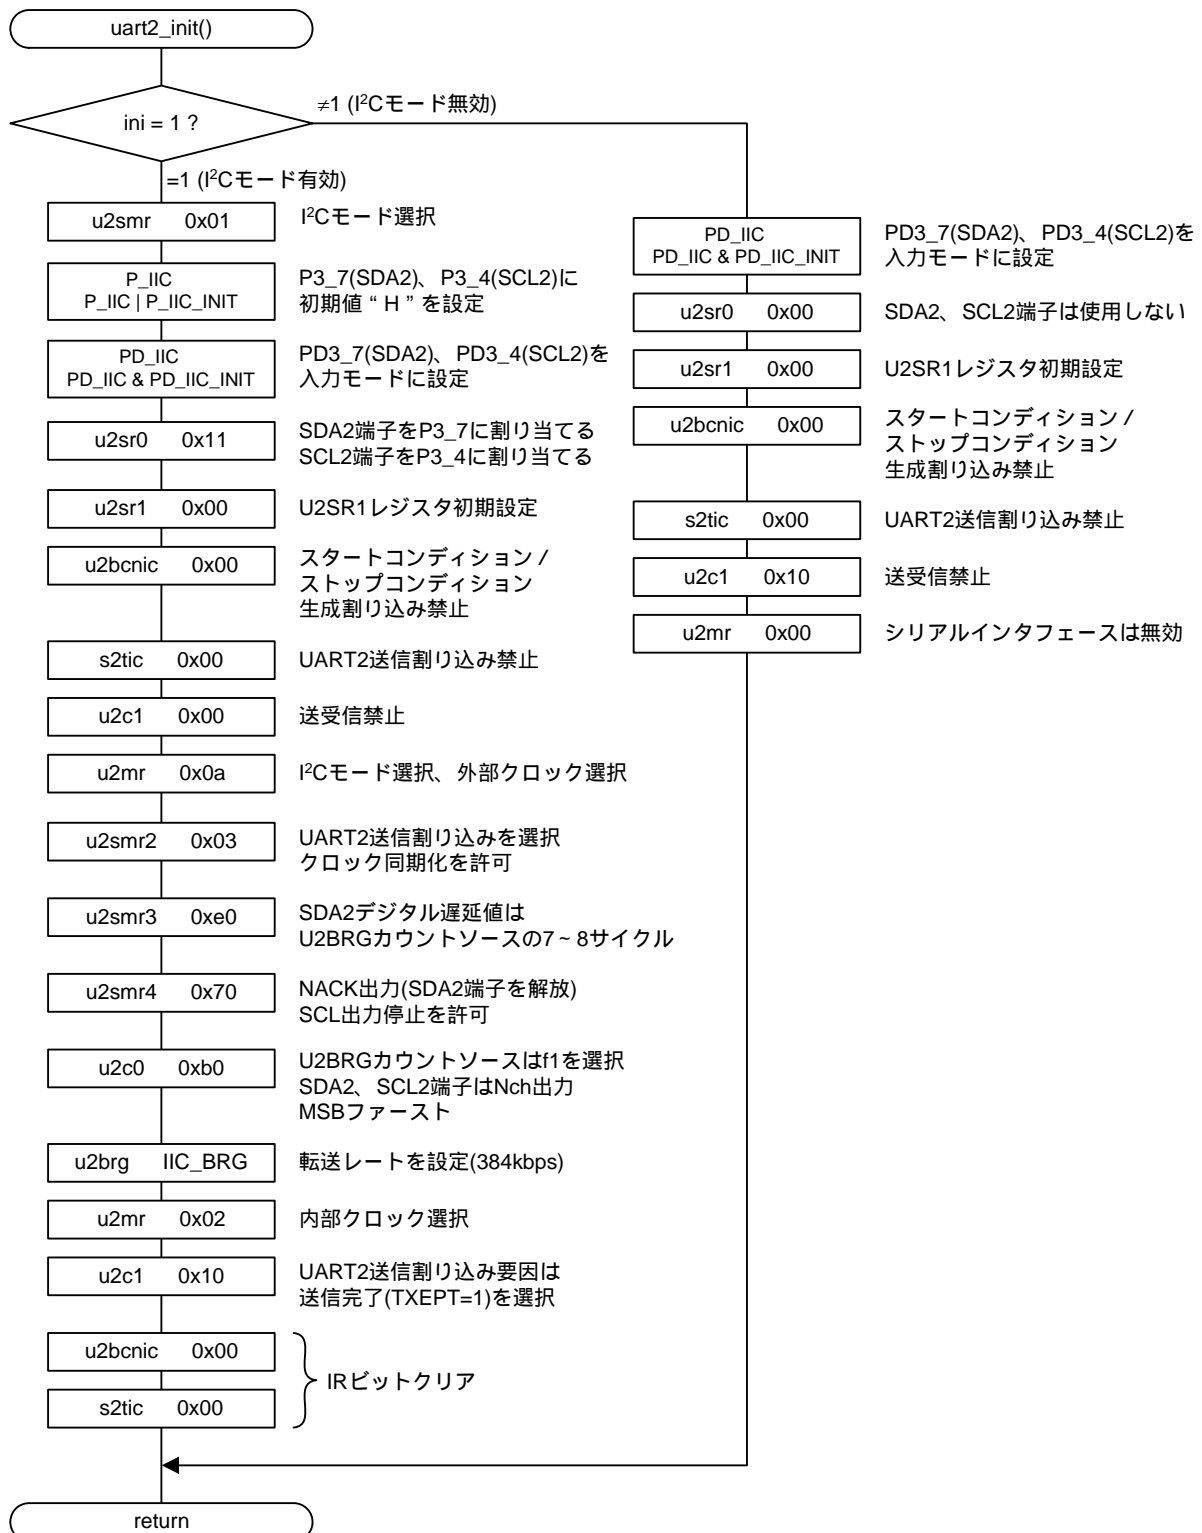 uart2_init()
ini = 1 ?
≠1 (I²Cモード無効)
=1 (I²Cモード有効)
u2smr 0x01
I²Cモード選択
P_IIC
P_IIC | P_IIC_INIT
P3_7(SDA2)、P3_4(SCL2)に
初期値 “ H ” を設定
PD_IIC
PD_IIC & PD_IIC_INIT
PD3_7(SDA2)、PD3_4(SCL2)を
入力モードに設定
u2sr0 0x11
SDA2端子をP3_7に割り当てる
SCL2端子をP3_4に割り当てる
u2sr1 0x00
U2SR1レジスタ初期設定
u2bcnic 0x00
スタートコンディション /
ストップコンディション
生成割り込み禁止
s2tic 0x00
UART2送信割り込み禁止
u2c1 0x00
送受信禁止
u2mr 0x0a
I²Cモード選択、外部クロック選択
u2smr2 0x03
UART2送信割り込みを選択
クロック同期化を許可
u2smr3 0xe0
SDA2デジタル遅延値は
U2BRGカウントソースの7 ~ 8サイクル
u2smr4 0x70
NACK出力(SDA2端子を解放)
SCL出力停止を許可
u2c0 0xb0
U2BRGカウントソースはf1を選択
SDA2、SCL2端子はNch出力
MSBファースト
u2brg IIC_BRG
転送レートを設定(384kbps)
u2mr 0x02
内部クロック選択
u2c1 0x10
UART2送信割り込み要因は
送信完了(TXEPT=1)を選択
u2bcnic 0x00
s2tic 0x00
IRビットクリア
PD_IIC
PD_IIC & PD_IIC_INIT
PD3_7(SDA2)、PD3_4(SCL2)を
入力モードに設定
u2sr0 0x00
SDA2、SCL2端子は使用しない
u2sr1 0x00
U2SR1レジスタ初期設定
u2bcnic 0x00
スタートコンディション /
ストップコンディション
生成割り込み禁止
s2tic 0x00
UART2送信割り込み禁止
u2c1 0x10
送受信禁止
u2mr 0x00
シリアルインタフェースは無効
return